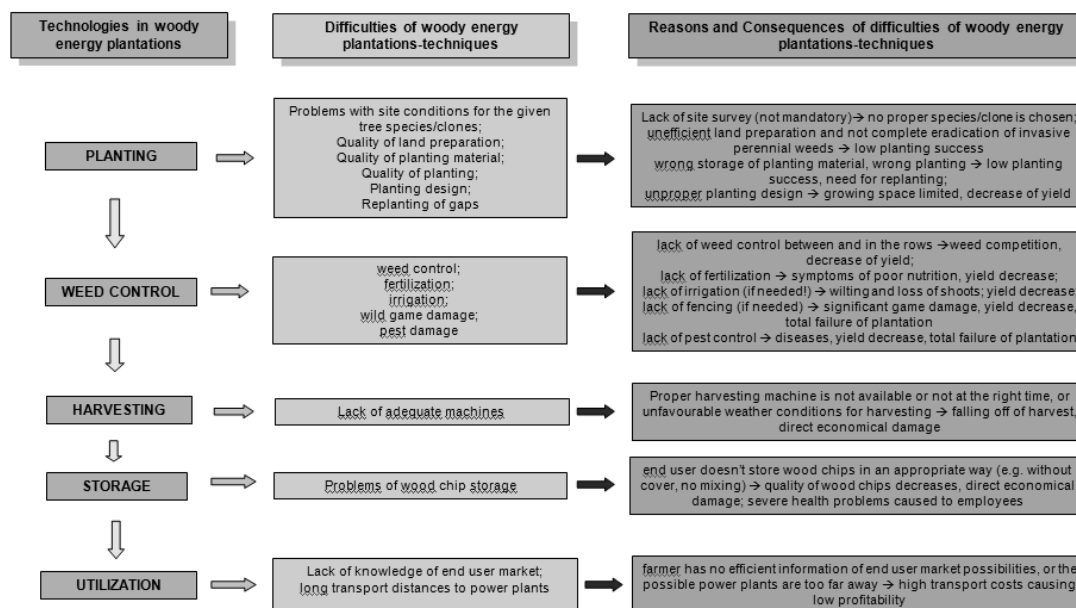 Technologies in woody
energy plantations
Difficulties of woody energy
plantations-techniques
Reasons and Consequences of difficulties of woody energy
plantations-techniques
PLANTING
Problems with site conditions for the given
tree species/clones;
Quality of land preparation;
Quality of planting material;
Quality of planting;
Planting design;
Replanting of gaps
Lack of site survey (not mandatory)→ no proper species/clone is chosen;
unefficient land preparation and not complete eradication of invasive
perennial weeds → low planting success
wrong storage of planting material, wrong planting → low planting
success, need for replanting;
unproper planting design → growing space limited, decrease of yield
WEED CONTROL
weed control;
fertilization;
irrigation;
wild game damage;
pest damage
lack of weed control between and in the rows →weed competition,
decrease of yield;
lack of fertilization → symptoms of poor nutrition, yield decrease;
lack of irrigation (if needed!) → wilting and loss of shoots; yield decrease;
lack of fencing (if needed) → significant game damage, yield decrease,
total failure of plantation
lack of pest control → diseases, yield decrease, total failure of plantation
HARVESTING
Lack of adequate machines
Proper harvesting machine is not available or not at the right time, or
unfavourable weather conditions for harvesting → falling off of harvest,
direct economical damage
STORAGE
Problems of wood chip storage
end user doesn't store wood chips in an appropriate way (e.g. without
cover, no mixing) → quality of wood chips decreases, direct economical
damage; severe health problems caused to employees
UTILIZATION
Lack of knowledge of end user market;
long transport distances to power plants
farmer has no efficient information of end user market possibilities, or the
possible power plants are too far away → high transport costs causing
low profitability